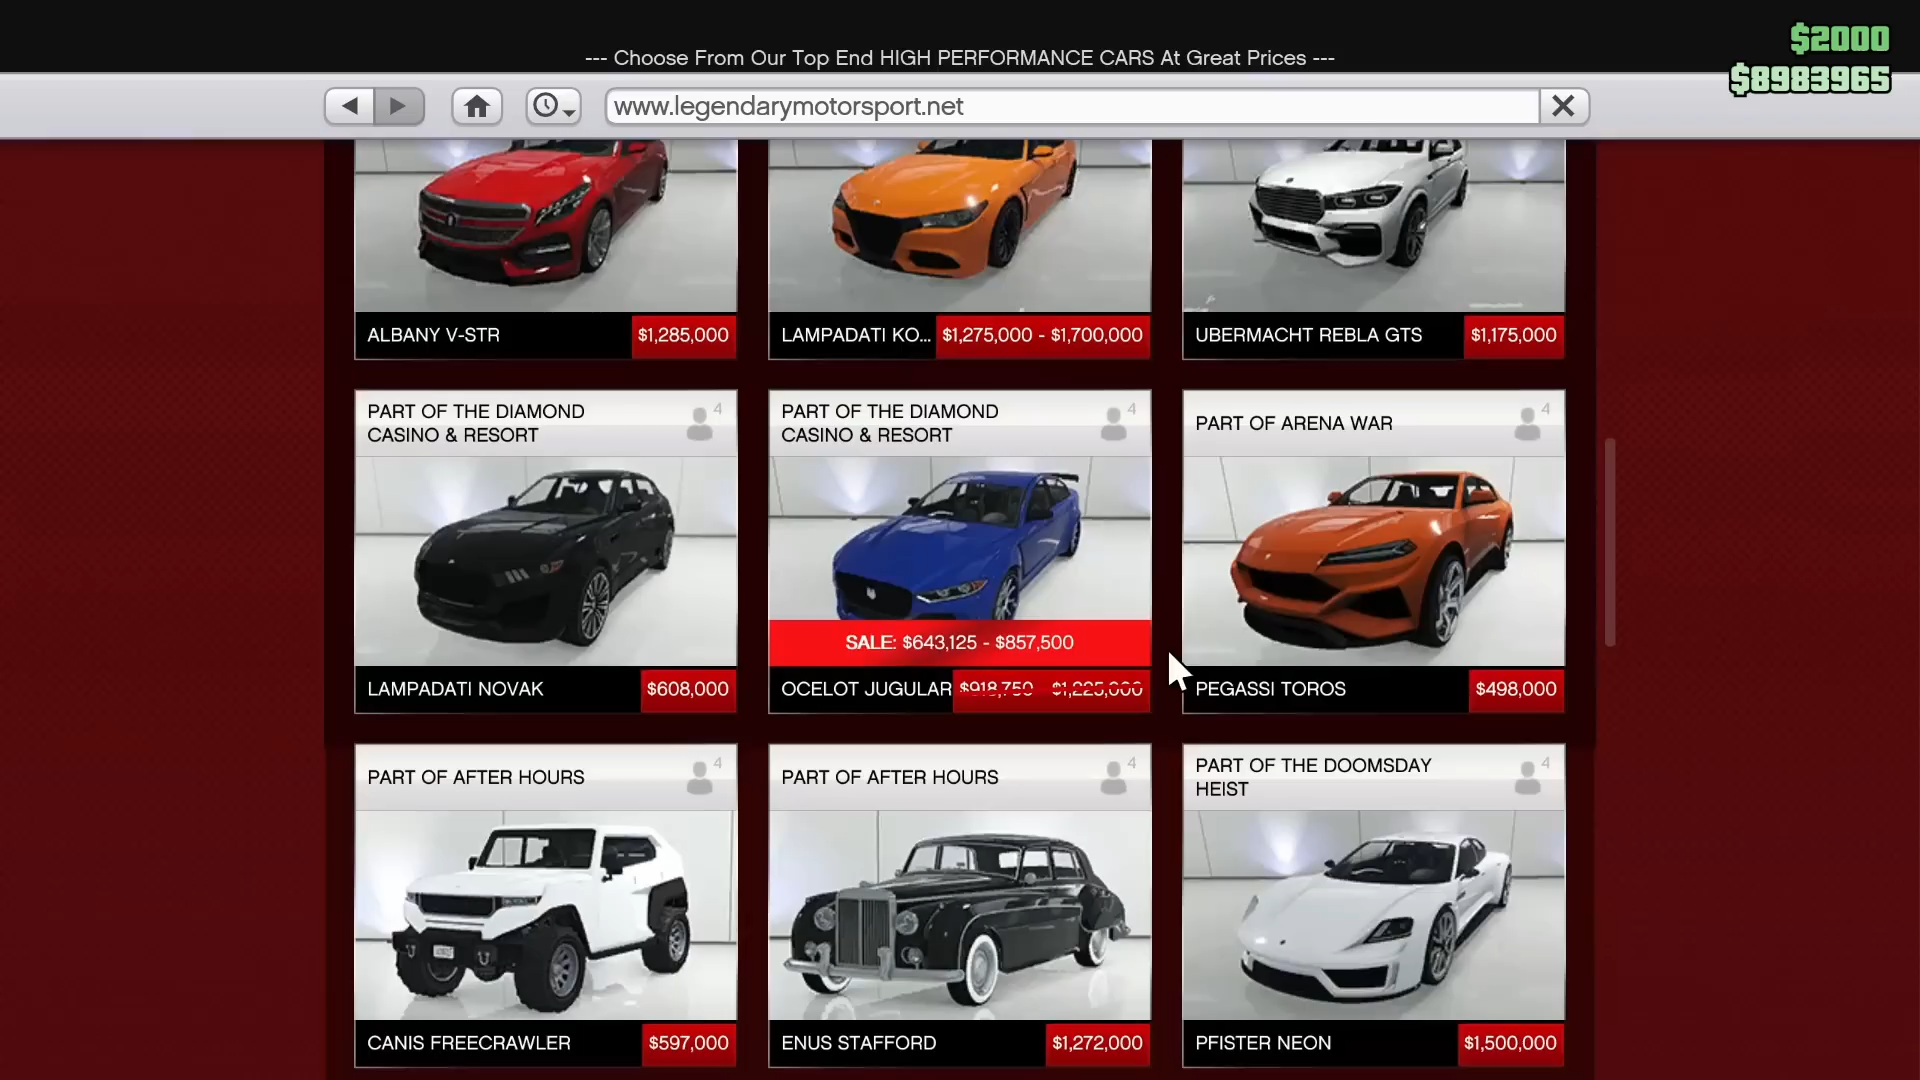 --- Choose From Our Top End HIGH PERFORMANCE CARS At Great Prices ---
$2000
$8983965
www.legendarymotorsport.net
ALBANY V-STR
$1,285,000
LAMPADATI KO...
$1,275,000 - $1,700,000
UBERMACHT REBLA GTS
$1,175,000
PART OF THE DIAMOND
CASINO & RESORT
4
PART OF THE DIAMOND
CASINO & RESORT
4
PART OF ARENA WAR
4
SALE: $643,125 - $857,500
LAMPADATI NOVAK
$608,000
OCELOT JUGULAR
$918,750 - $1,225,000
PEGASSI TOROS
$498,000
PART OF AFTER HOURS
4
PART OF AFTER HOURS
4
PART OF THE DOOMSDAY
HEIST
4
CANIS FREECRAWLER
$597,000
ENUS STAFFORD
$1,272,000
PFISTER NEON
$1,500,000